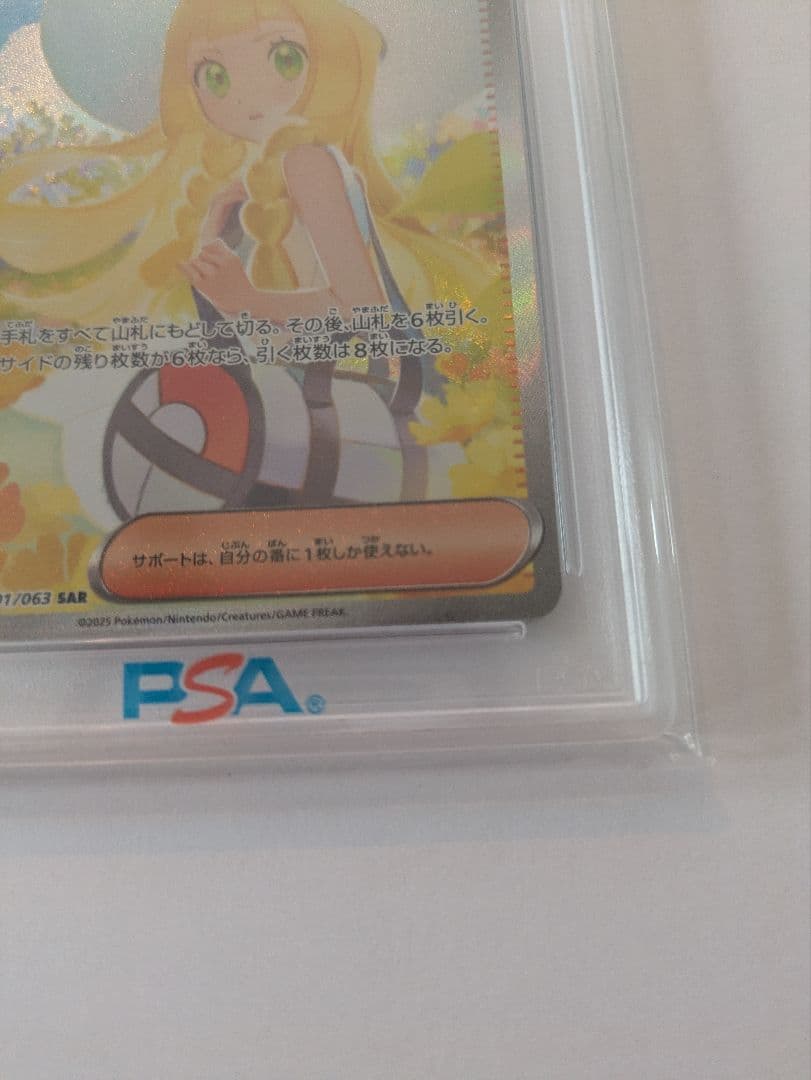 手札をすべて山札にもどして切る。その後、山札を6枚引く。
サイドの残り枚数が6枚なら、引く枚数は8枚になる。
サポートは、自分の番に1枚しか使えない。
01/063 SAR
©2025 Pokémon/Nintendo/Creatures/GAME FREAK
PSA®